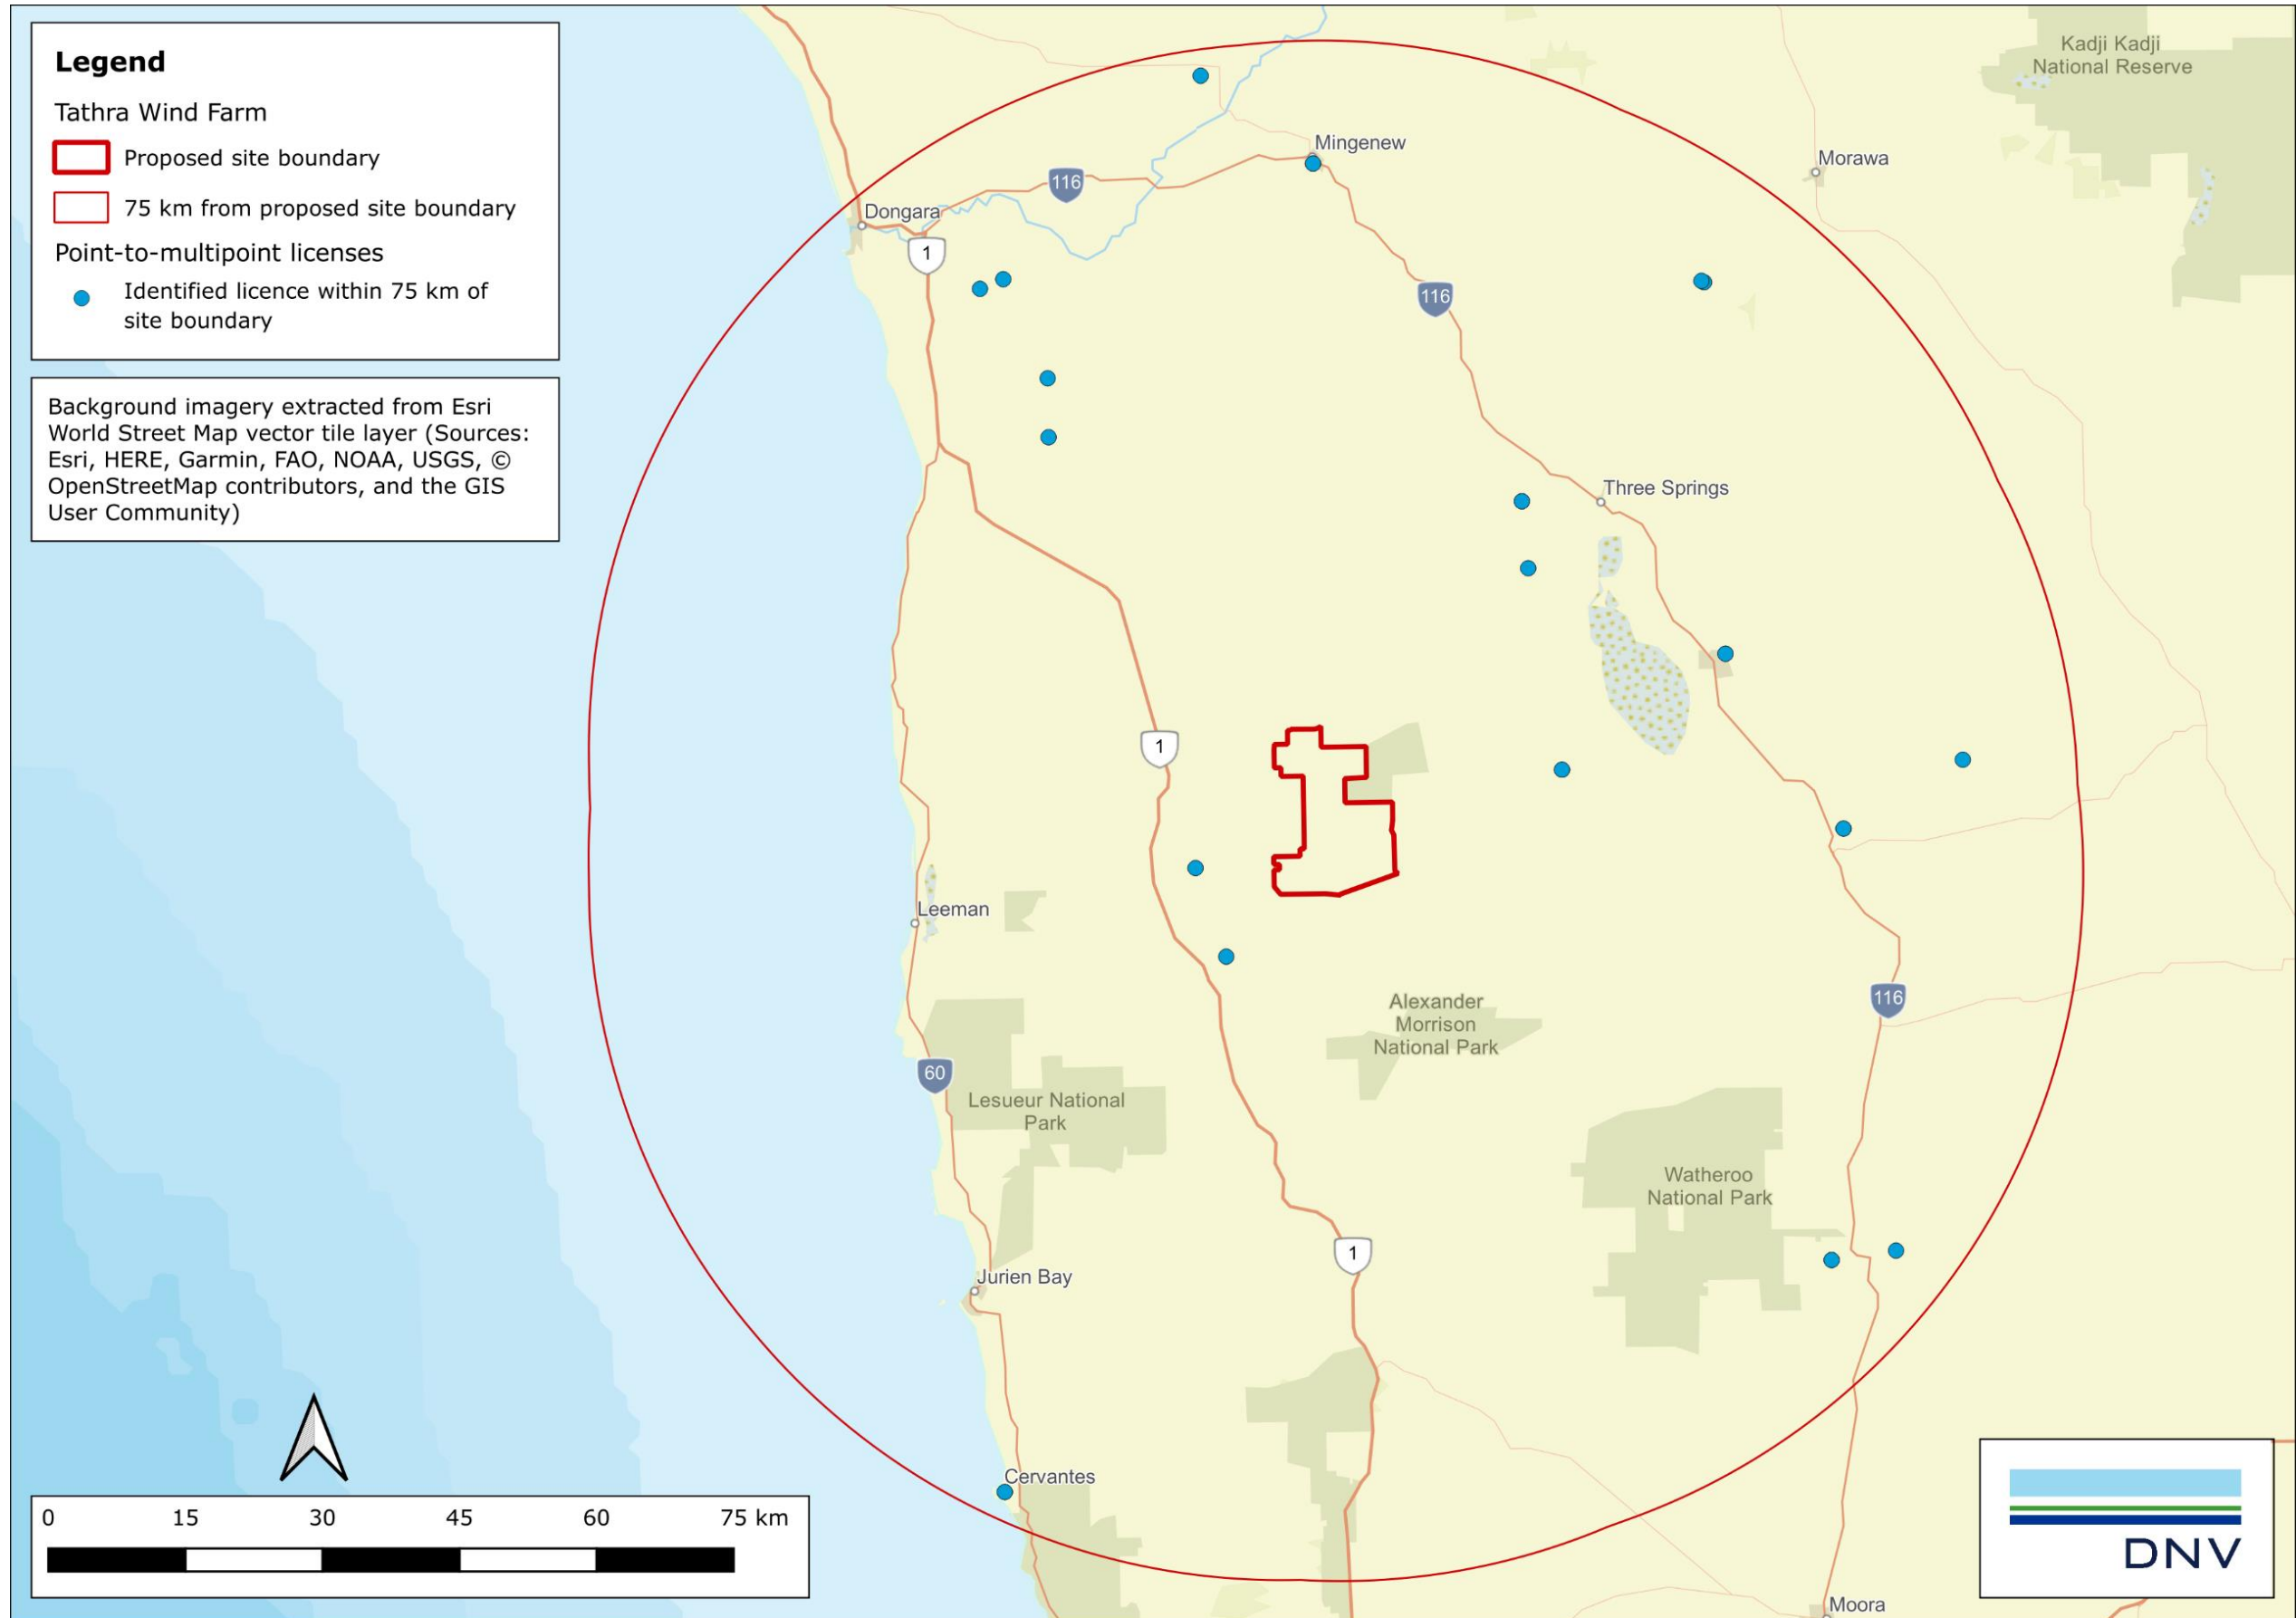 Legend
Tathra Wind Farm
Proposed site boundary
75 km from proposed site boundary
Point-to-multipoint licenses
Identified licence within 75 km of
site boundary
Background imagery extracted from Esri
World Street Map vector tile layer (Sources:
Esri, HERE, Garmin, FAO, NOAA, USGS, ©
OpenStreetMap contributors, and the GIS
User Community)
Kadji Kadji
National Reserve
Mingenew
Morawa
116
Dongara
1
116
Three Springs
1
Leeman
Alexander
Morrison
National Park
116
60
Lesueur National
Park
Watheroo
National Park
1
Jurien Bay
Cervantes
0 15 30 45 60 75 km
DNV
Moora